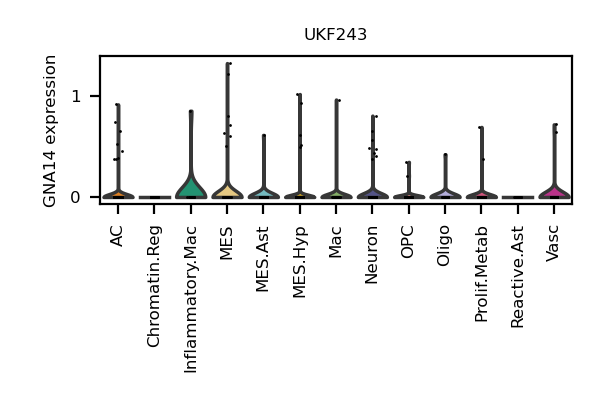 UKF243
GNA14 expression
1
0
AC
Chromatin.Reg
Inflammatory.Mac
MES
MES.Ast
MES.Hyp
Mac
Neuron
OPC
Oligo
Prolif.Metab
Reactive.Ast
Vasc